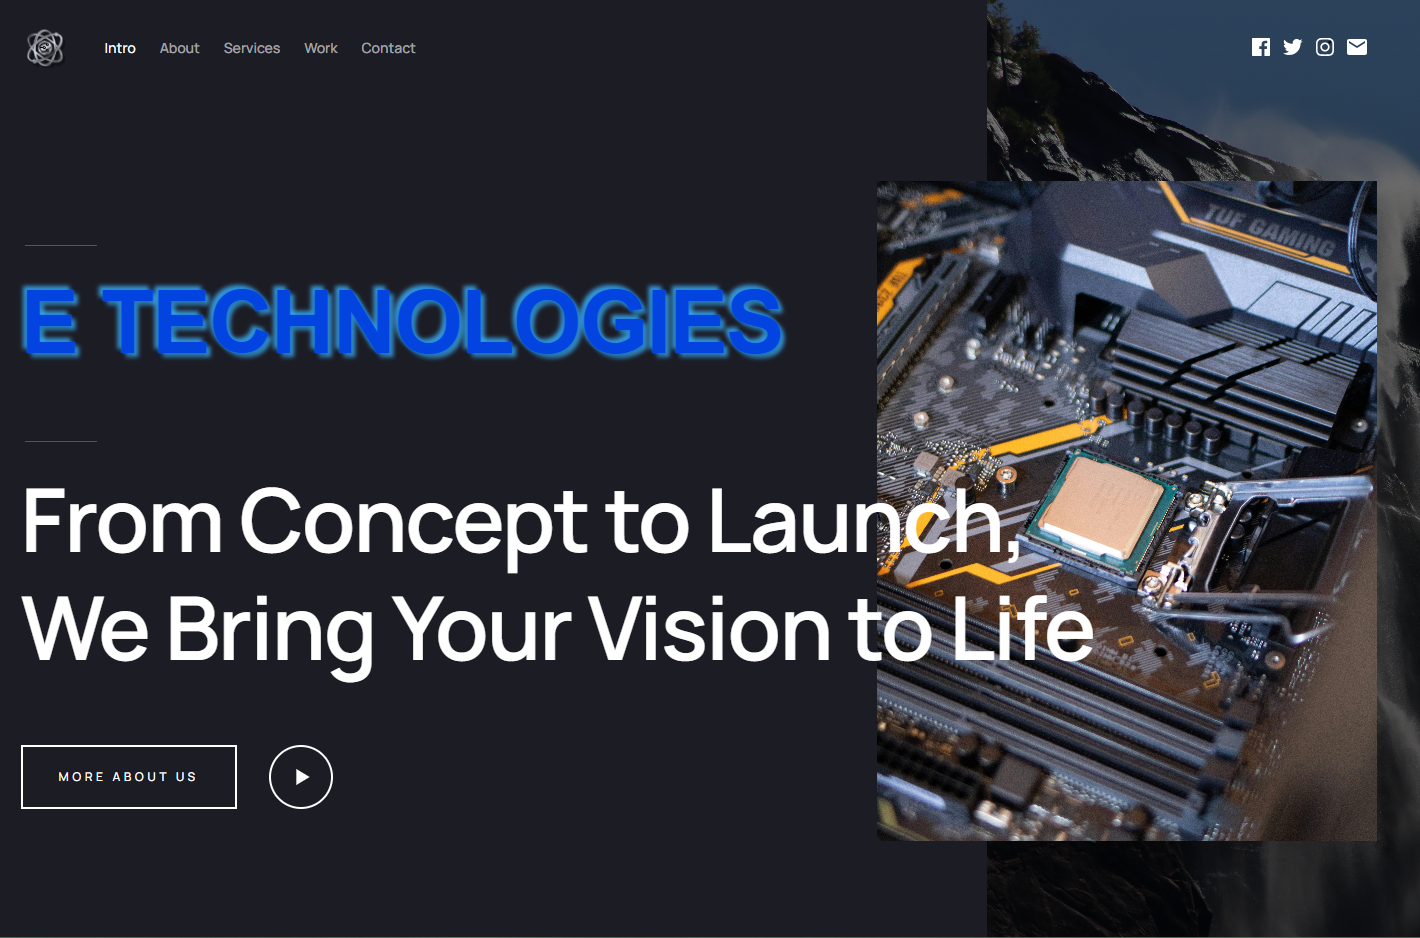 Intro About Services Work Contact
E TECHNOLOGIES
TUF GAMING
From Concept to Launch,
We Bring Your Vision to Life
MORE ABOUT US